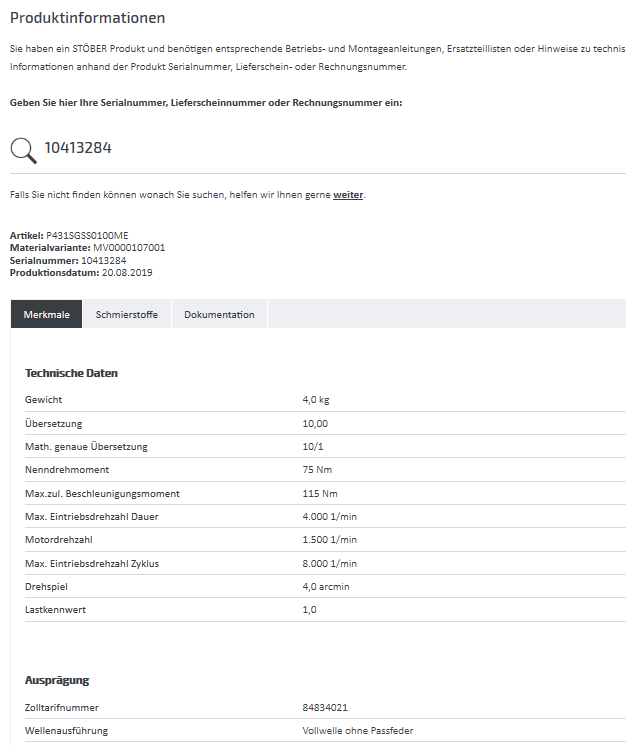 Produktinformationen
Sie haben ein STÖBER Produkt und benötigen entsprechende Betriebs- und Montageanleitungen, Ersatzteillisten oder Hinweise zu technis
Informationen anhand der Produkt Serialnummer, Lieferschein- oder Rechnungsnummer.
Geben Sie hier Ihre Serialnummer, Lieferscheinnummer oder Rechnungsnummer ein:
10413284
Falls Sie nicht finden können wonach Sie suchen, helfen wir Ihnen gerne weiter.
Artikel: P431SGSS0100ME
Materialvariante: MV0000107001
Serialnummer: 10413284
Produktionsdatum: 20.08.2019
Merkmale Schmierstoffe Dokumentation
Technische Daten
Gewicht 4,0 kg
Übersetzung 10,00
Math. genaue Übersetzung 10/1
Nenndrehmoment 75 Nm
Max.zul. Beschleunigungsmoment 115 Nm
Max. Eintriebsdrehzahl Dauer 4.000 1/min
Motordrehzahl 1.500 1/min
Max. Eintriebsdrehzahl Zyklus 8.000 1/min
Drehspiel 4,0 arcmin
Lastkennwert 1,0
Ausprägung
Zolltarifnummer 84834021
Wellenausführung Vollwelle ohne Passfeder